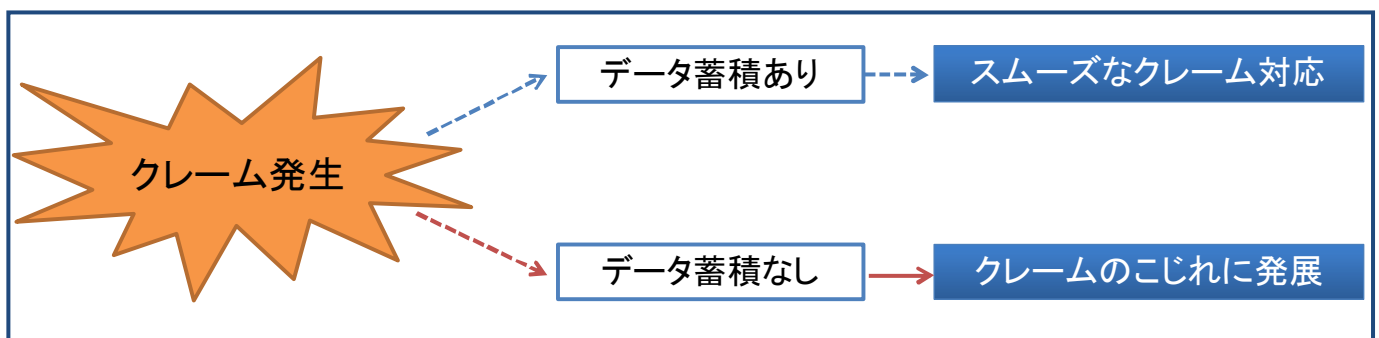 クレーム発生
データ蓄積あり
スムーズなクレーム対応
データ蓄積なし
クレームのこじれに発展